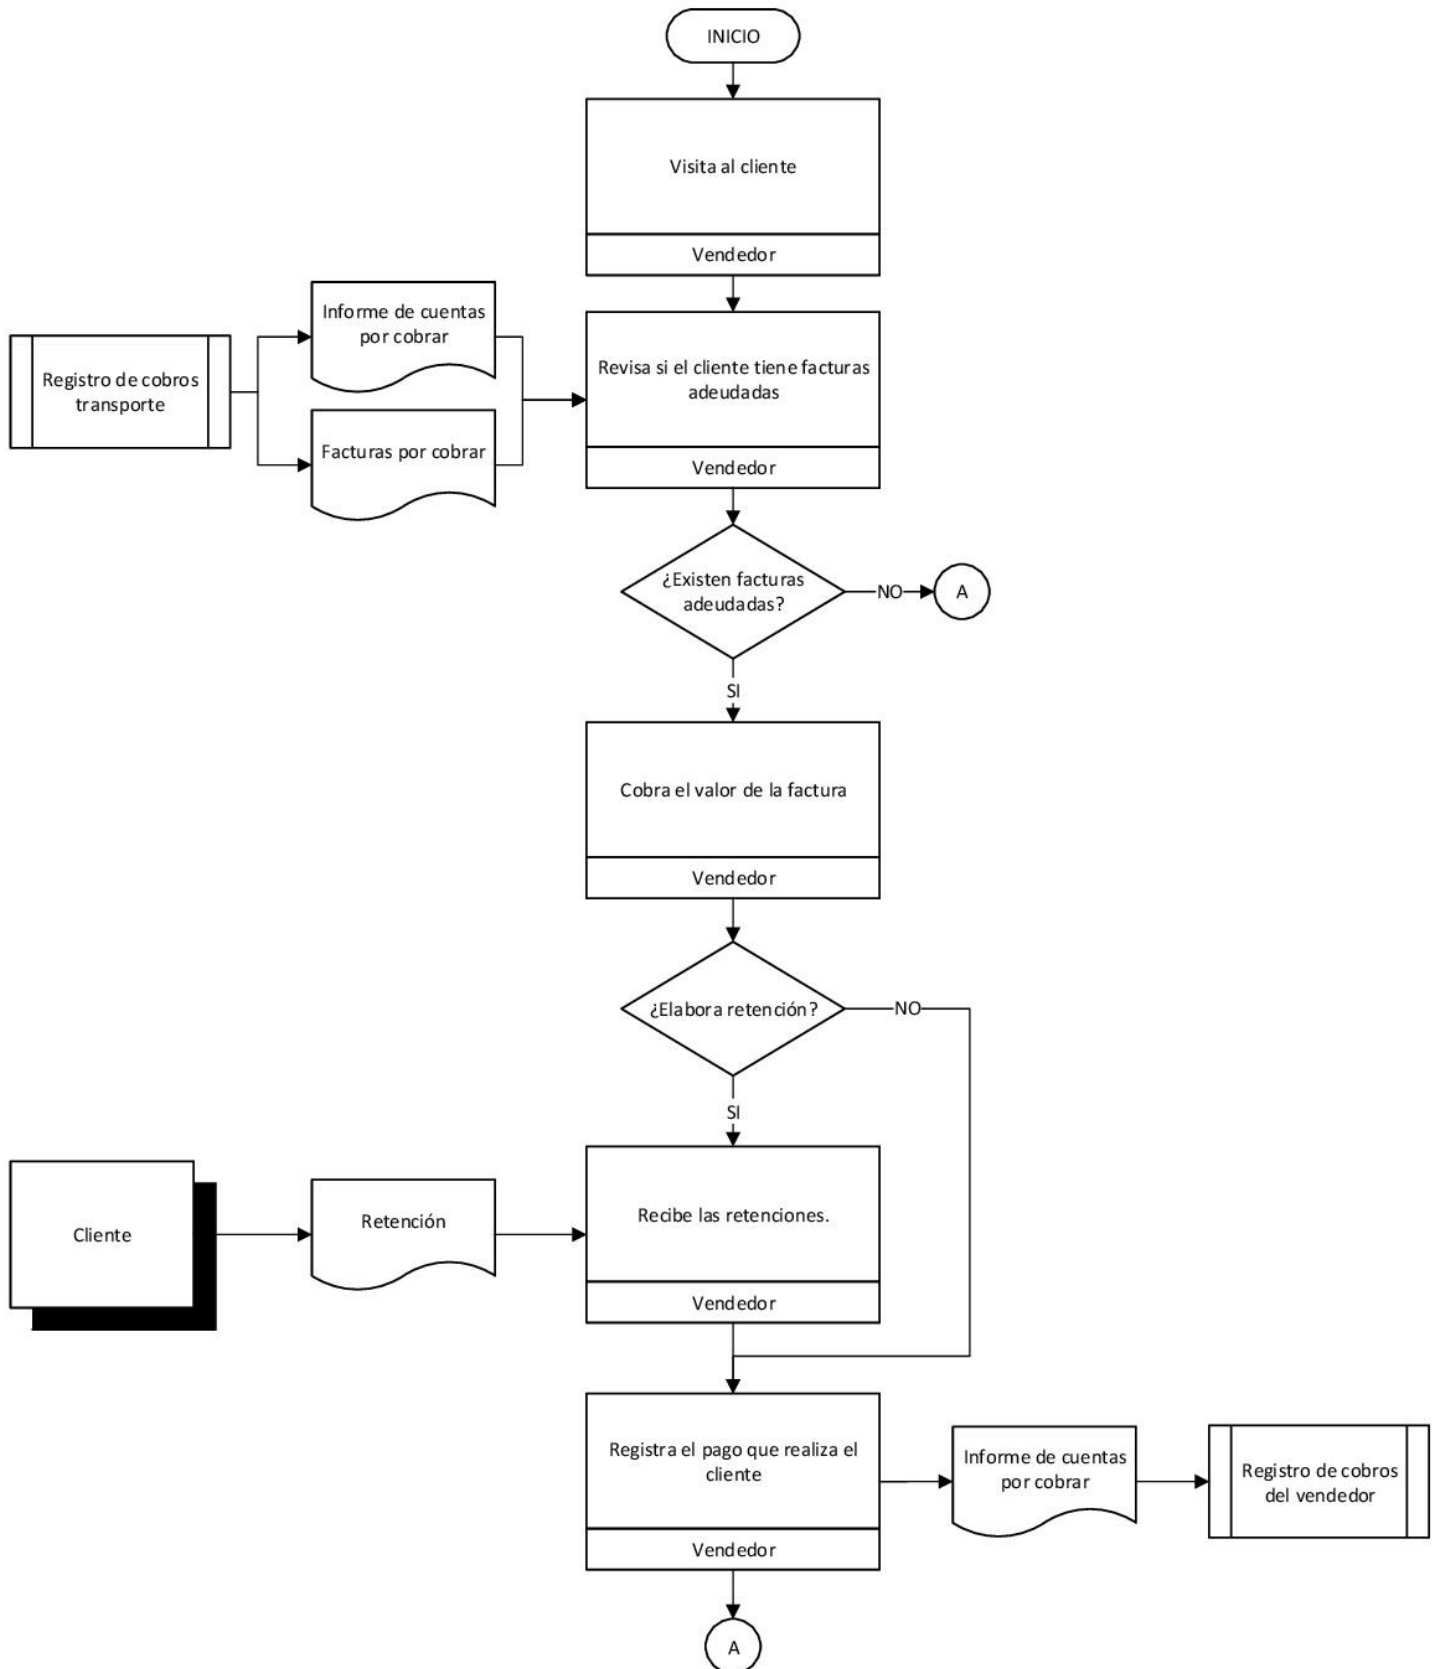 INICIO
Visita al cliente
Vendedor
Informe de cuentas
por cobrar
Registro de cobros
transporte
Facturas por cobrar
Revisa si el cliente tiene facturas
adeudadas
Vendedor
¿Existen facturas
adeudadas?
NO
A
SI
Cobra el valor de la factura
Vendedor
¿Elabora retención?
NO
SI
Cliente
Retención
Recibe las retenciones.
Vendedor
Registra el pago que realiza el
cliente
Vendedor
Informe de cuentas
por cobrar
Registro de cobros
del vendedor
A